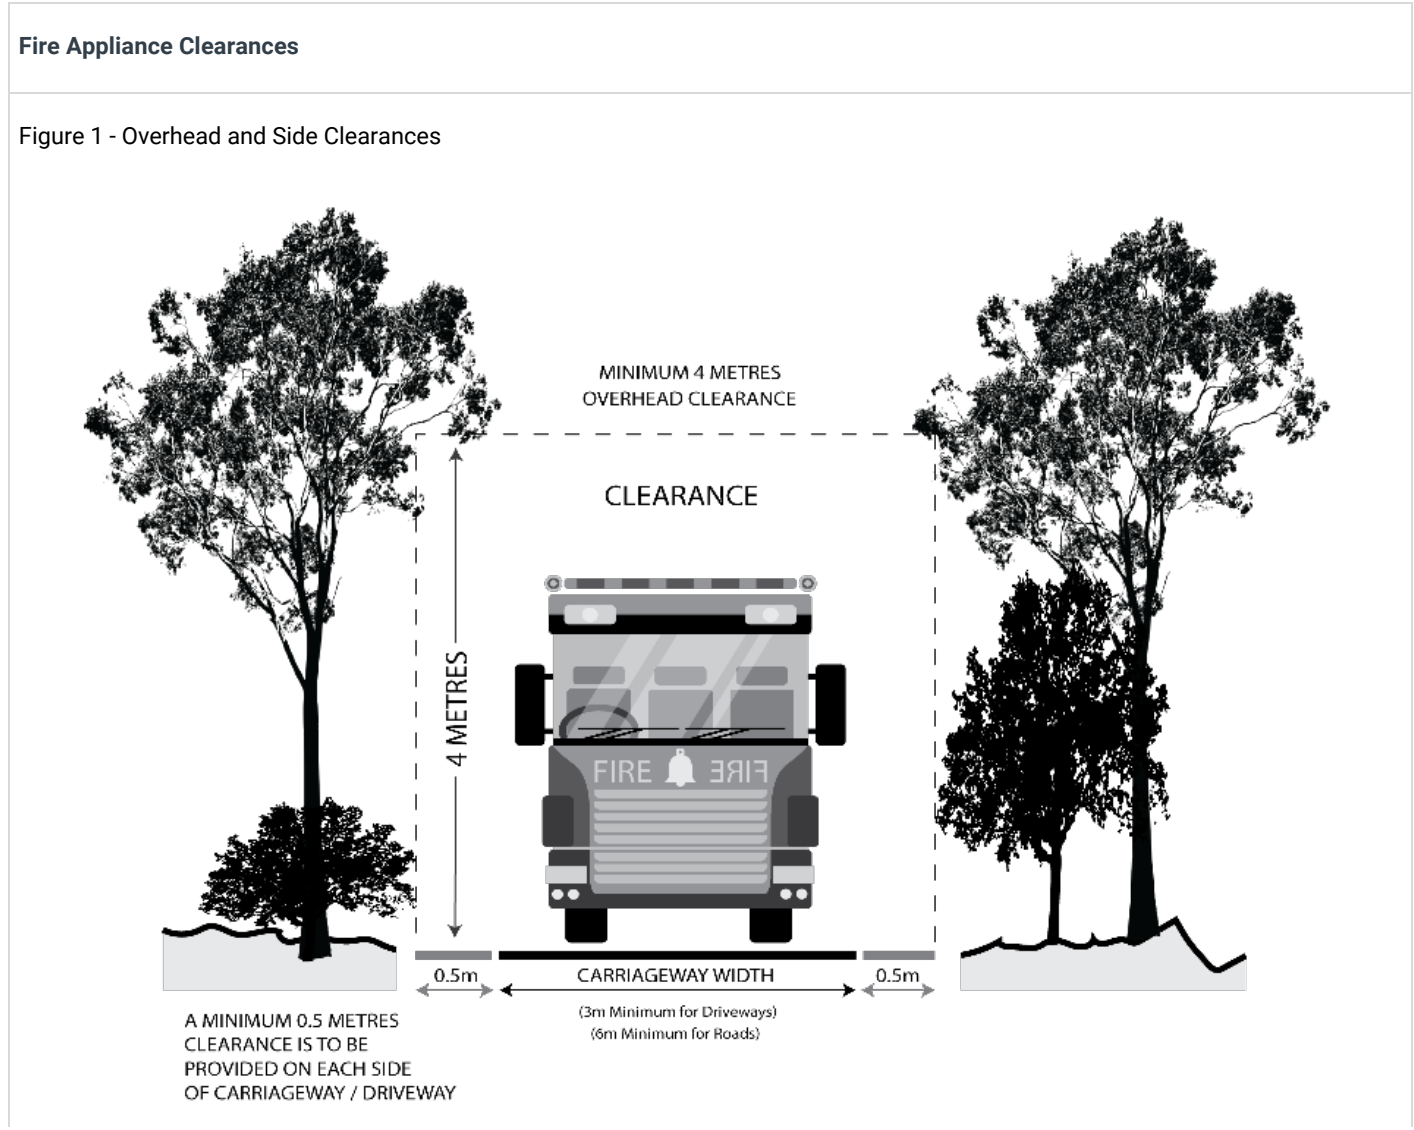 Fire Appliance Clearances
Figure 1 - Overhead and Side Clearances
MINIMUM 4 METRES
OVERHEAD CLEARANCE
CLEARANCE
4 METRES
FIRE FIRE
0.5m
CARRIAGEWAY WIDTH
0.5m
(3m Minimum for Driveways)
(6m Minimum for Roads)
A MINIMUM 0.5 METRES
CLEARANCE IS TO BE
PROVIDED ON EACH SIDE
OF CARRIAGEWAY / DRIVEWAY